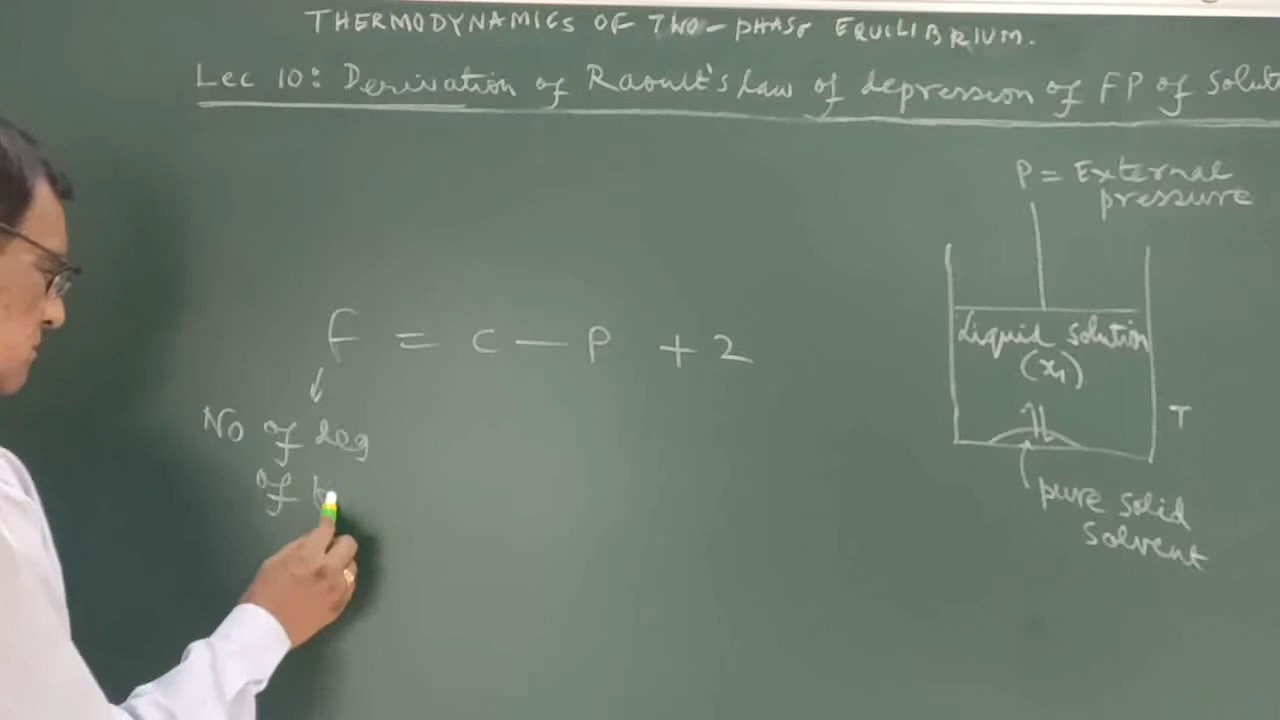 THERMODYNAMICS OF TWO-PHASE EQUILIBRIUM.
Lec 10: Derivation of Raoult's Law of depression of FP of Solut
P = External
pressure
F = C - P + 2
Liquid solution
(x₁)
No of deg
of
T
pure solid
solvent